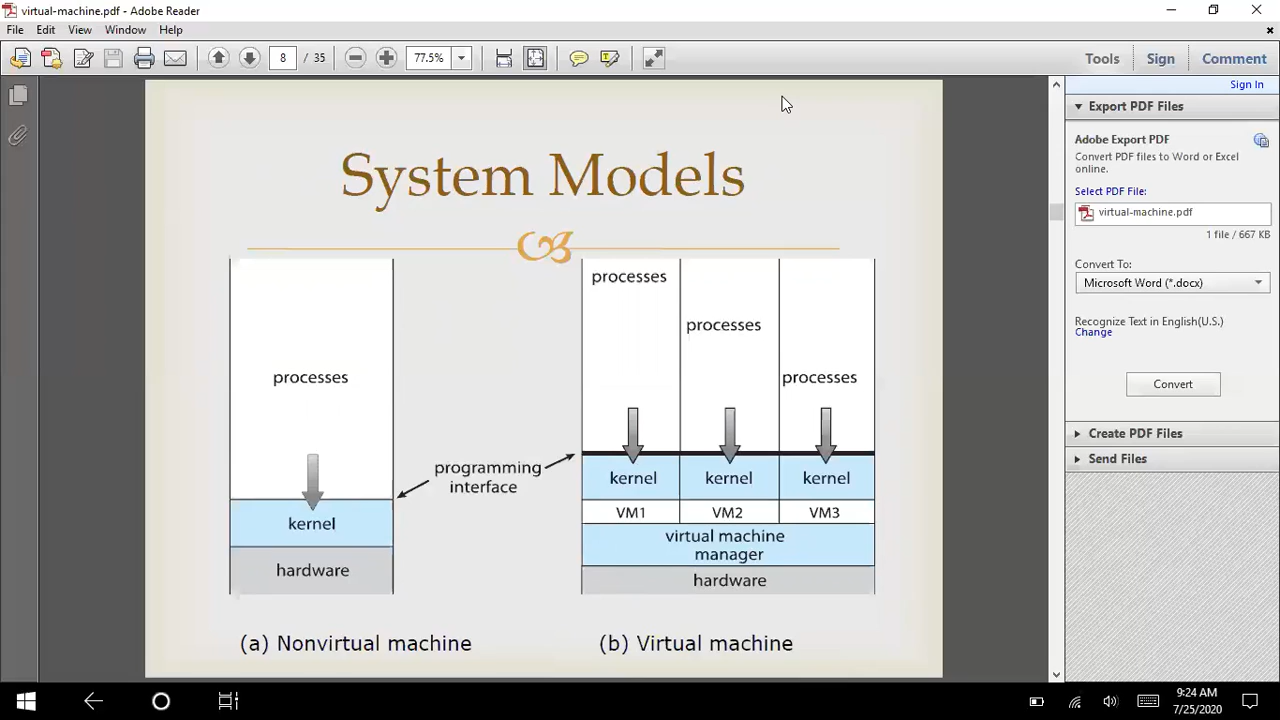 virtual-machine.pdf - Adobe Reader
File Edit View Window Help
8 / 35 77.5% Tools Sign Comment
Sign In
Export PDF Files
Adobe Export PDF
Convert PDF files to Word or Excel
online.
Select PDF File:
virtual-machine.pdf
1 file / 667 KB
Convert To:
Microsoft Word (*.docx)
Recognize Text in English(U.S.)
Change
Convert
Create PDF Files
Send Files
System Models
processes
kernel
hardware
(a) Nonvirtual machine
programming
interface
processes
processes
processes
kernel kernel kernel
VM1 VM2 VM3
virtual machine
manager
hardware
(b) Virtual machine
9:24 AM
7/25/2020